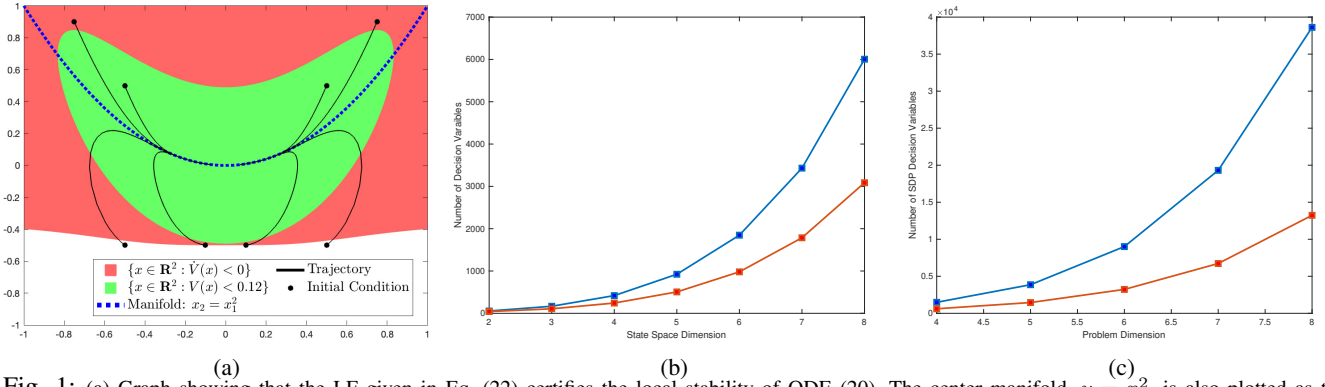 1
0.8
0.6
0.4
0.2
0
-0.2
-0.4
-0.6
-0.8
-1
-1 -0.8 -0.6 -0.4 -0.2 0 0.2 0.4 0.6 0.8 1
{x ∈ R² : V̇(x) < 0}
{x ∈ R² : V(x) < 0.12}
Manifold: x₂ = x₁²
Trajectory
Initial Condition
(a)
7000
6000
5000
4000
3000
2000
1000
0
Number of Decision Varaibles
2 3 4 5 6 7 8
State Space Dimension
(b)
×10⁴
4
3.5
3
2.5
2
1.5
1
0.5
0
Number of SDP Decision Variables
4 4.5 5 5.5 6 6.5 7 7.5 8
Problem Dimension
(c)
Fig. 1: (a) Graph showing that the LF given in Eq. (22) certifies the local stability of ODE (20). The center manifold, is also plotted as